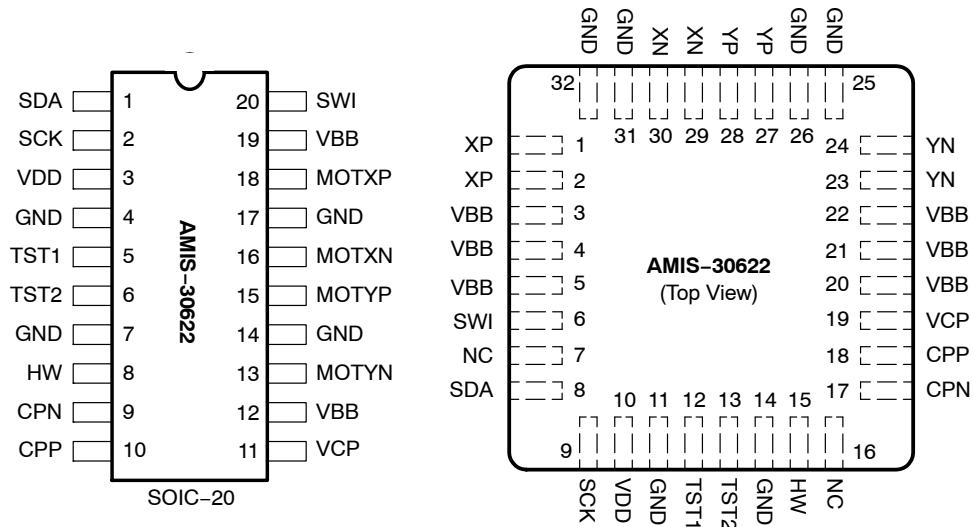 SDA 1 20 SWI
SCK 2 19 VBB
VDD 3 18 MOTXP
GND 4 17 GND
TST1 5 16 MOTXN
TST2 6 15 MOTYP
GND 7 14 GND
HW 8 13 MOTYN
CPN 9 12 VBB
CPP 10 11 VCP
AMIS–30622
SOIC–20
GND GND XN XN YP YP GND GND
32 31 30 29 28 27 26 25
XP 1 24 YN
XP 2 23 YN
VBB 3 22 VBB
VBB 4 21 VBB
VBB 5 20 VBB
SWI 6 19 VCP
NC 7 18 CPP
SDA 8 17 CPN
AMIS–30622
(Top View)
9 10 11 12 13 14 15 16
SCK VDD GND TST1 TST2 GND HW NC